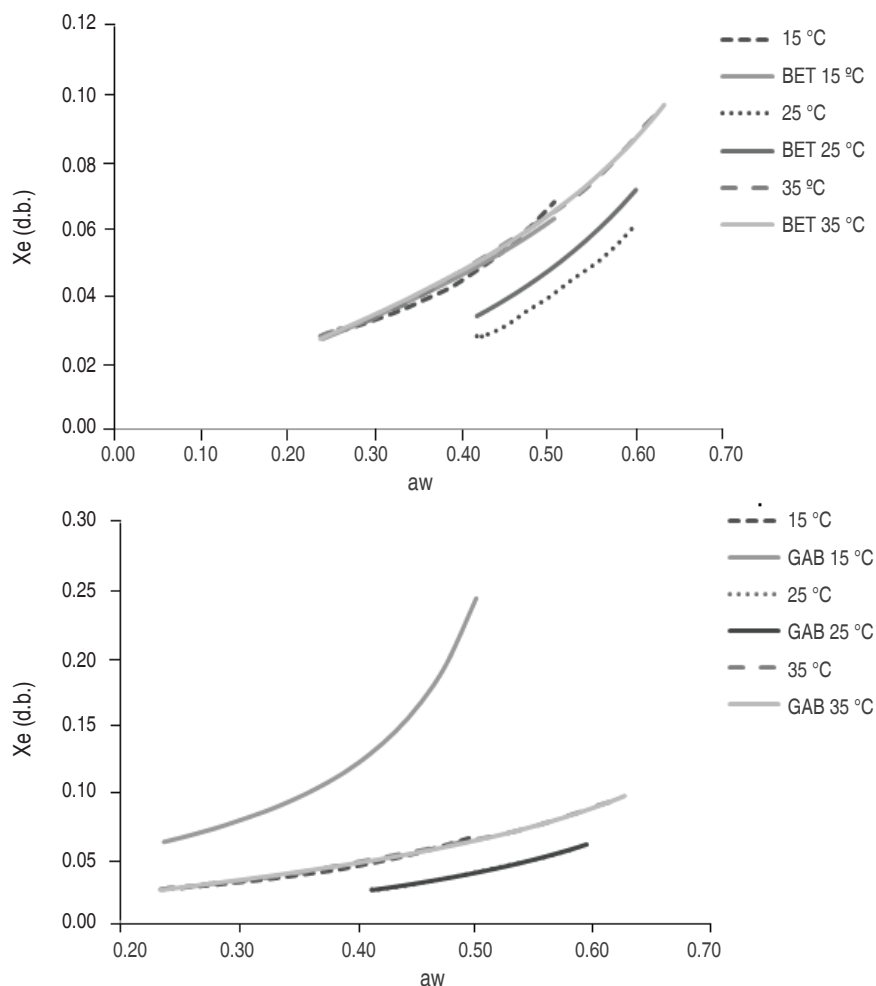 0.12
0.10
0.08
0.06
0.04
0.02
0.00
Xe (d.b.)
0.00 0.10 0.20 0.30 0.40 0.50 0.60 0.70
aw
15 °C
BET 15 ºC
25 °C
BET 25 °C
35 ºC
BET 35 °C
0.30
0.25
0.20
0.15
0.10
0.05
0.00
Xe (d.b.)
0.20 0.30 0.40 0.50 0.60 0.70
aw
15 °C
GAB 15 °C
25 °C
GAB 25 °C
35 °C
GAB 35 °C